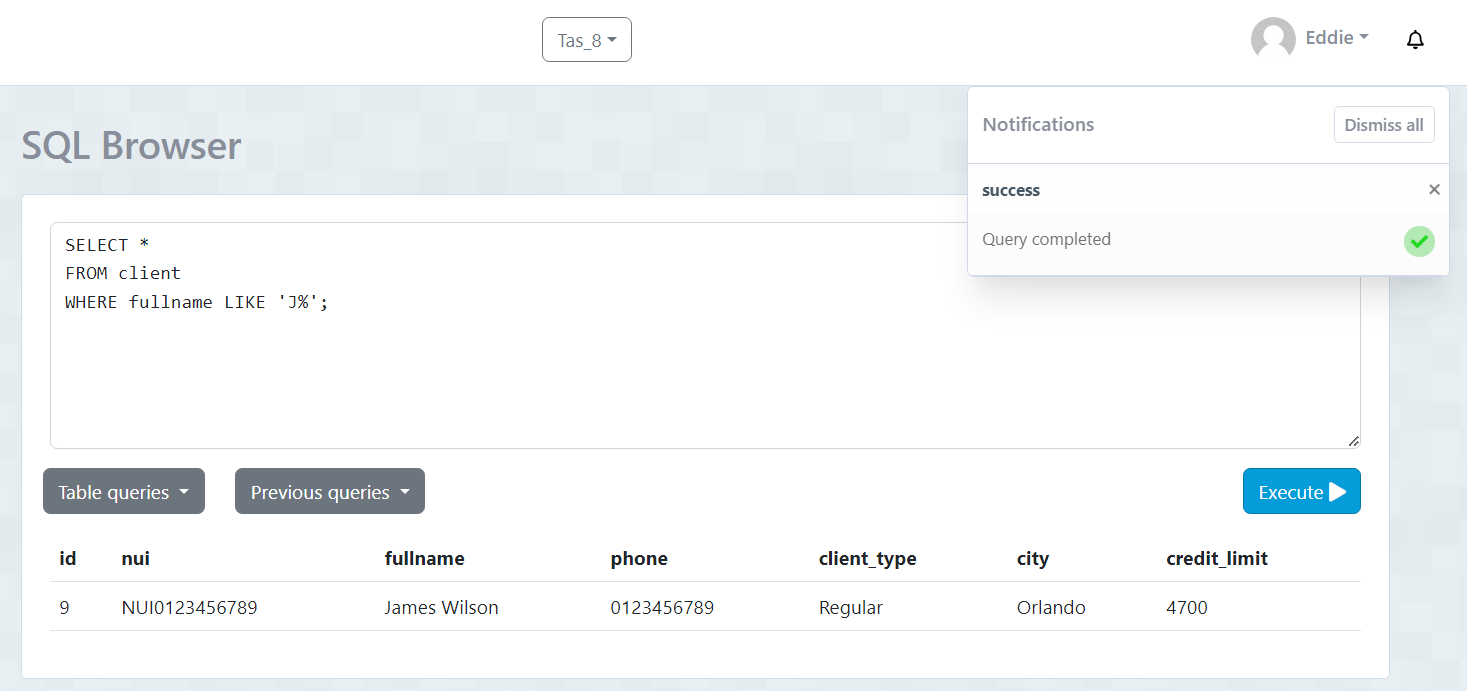 Tas_8
Eddie
Notifications
Dismiss all
SQL Browser
success
×
Query completed
SELECT *
FROM client
WHERE fullname LIKE 'J%';
Table queries
Previous queries
Execute
id nui fullname phone client_type city credit_limit
9 NUI0123456789 James Wilson 0123456789 Regular Orlando 4700